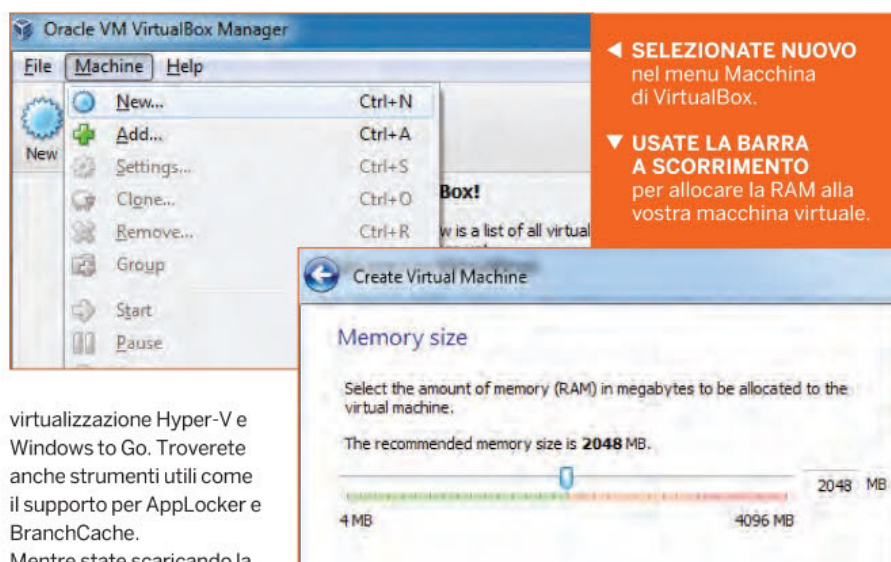 Oracle VM VirtualBox Manager
File Machine Help
New
New... Ctrl+N
Add... Ctrl+A
Settings... Ctrl+S
Clone... Ctrl+O
Remove... Ctrl+R
Group
Start
Pause
Box!
w is a list of all virtual
◀ SELEZIONATE NUOVO
nel menu Macchina
di VirtualBox.
▼ USATE LA BARRA
A SCORRIMENTO
per allocare la RAM alla
vostra macchina virtuale.
Create Virtual Machine
Memory size
Select the amount of memory (RAM) in megabytes to be allocated to the
virtual machine.
The recommended memory size is 2048 MB.
2048 MB
4 MB 4096 MB
virtualizzazione Hyper-V e
Windows to Go. Troverete
anche strumenti utili come
il supporto per AppLocker e
BranchCache.
Mentre state scaricando la